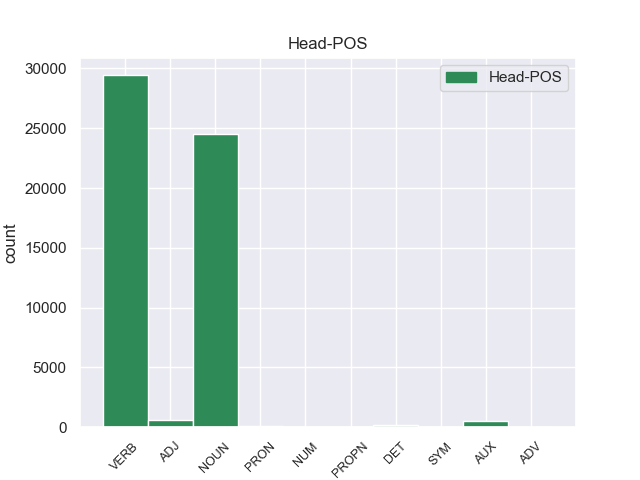 Head-POS
Head-POS
30000
25000
20000
15000
10000
5000
0
count
VERB
ADJ
NOUN
PRON
NUM
PROPN
DET
SYM
AUX
ADV